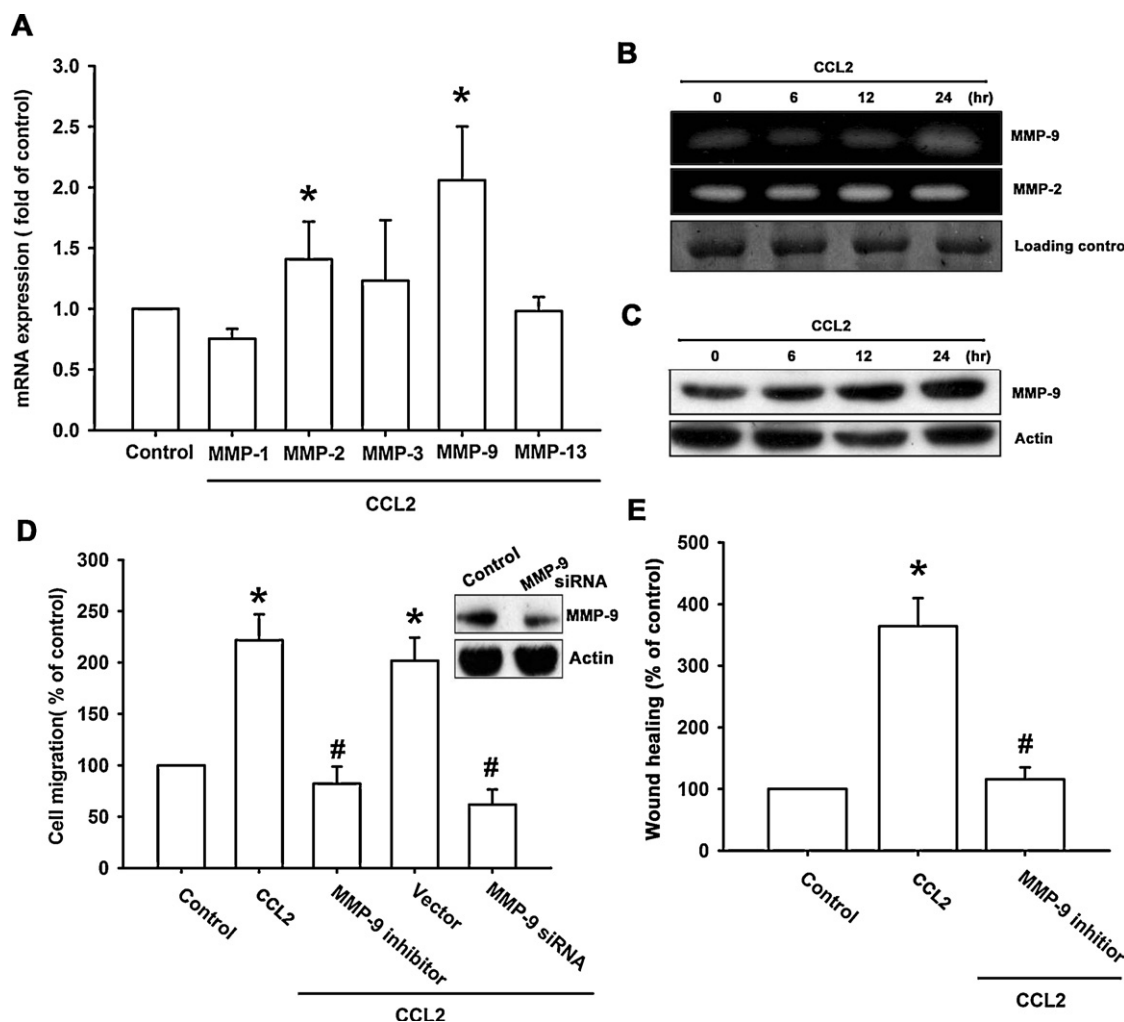 A
mRNA expression ( fold of control)
3.0
2.5
2.0
1.5
1.0
0.5
0.0
*
*
Control MMP-1 MMP-2 MMP-3 MMP-9 MMP-13
CCL2
B
CCL2
0 6 12 24 (hr)
MMP-9
MMP-2
Loading control
C
CCL2
0 6 12 24 (hr)
MMP-9
Actin
D
Cell migration( % of control)
300
250
200
150
100
50
0
*
#
*
#
Control
MMP-9 siRNA
MMP-9
Actin
Control
CCL2
MMP-9 inhibitor
Vector
MMP-9 siRNA
CCL2
E
Wound healing (% of control)
500
400
300
200
100
0
*
#
Control
CCL2
MMP-9 inhitior
CCL2